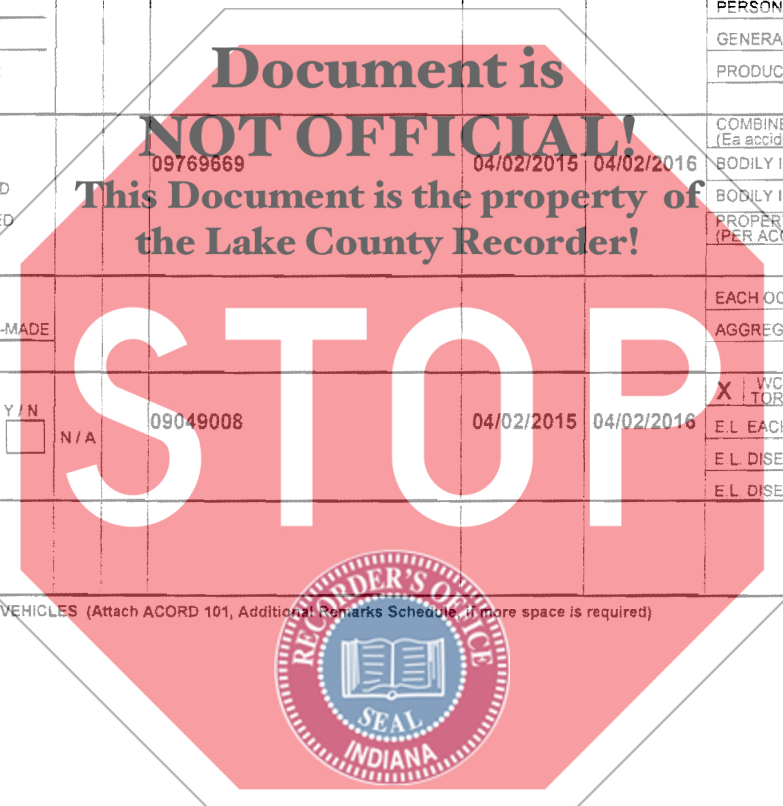 PERSON
GENERA
PRODUC
Document is
NOT OFFICIAL!
COMBINE
(Ea accid
09769669 04/02/2015 04/02/2016 BODILY I
This Document is the property of
D BODILY I
ED PROPER
(PER ACC
the Lake County Recorder!
EACH OC
-MADE AGGREG
STOP
X WC
TOR
Y / N
N / A 09049008 04/02/2015 04/02/2016 E.L EACH
E L. DISE
E.L. DISE
VEHICLES (Attach ACORD 101, Additional Remarks Schedule, if more space is required)
RECORDER'S OFFICE
SEAL
INDIANA